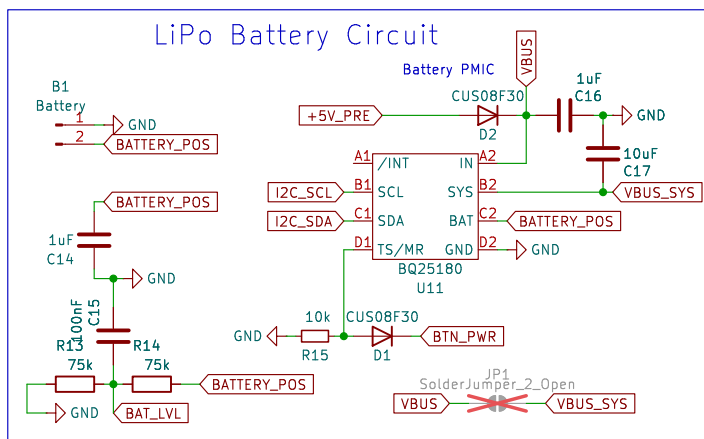 LiPo Battery Circuit
Battery PMIC
VBUS
B1
Battery
1
GND
2
BATTERY_POS
+5V_PRE
CUS08F30
D2
1uF
C16
GND
10uF
C17
A1
/INT
IN
A2
I2C_SCL
B1
SCL
SYS
B2
VBUS_SYS
I2C_SDA
C1
SDA
BAT
C2
BATTERY_POS
D1
TS/MR
GND
D2
GND
BQ25180
U11
BATTERY_POS
1uF
C14
GND
100nF
C15
R13
75k
R14
75k
BATTERY_POS
GND
BAT_LVL
GND
10k
R15
CUS08F30
D1
BTN_PWR
JP1
SolderJumper_2_Open
VBUS
VBUS_SYS